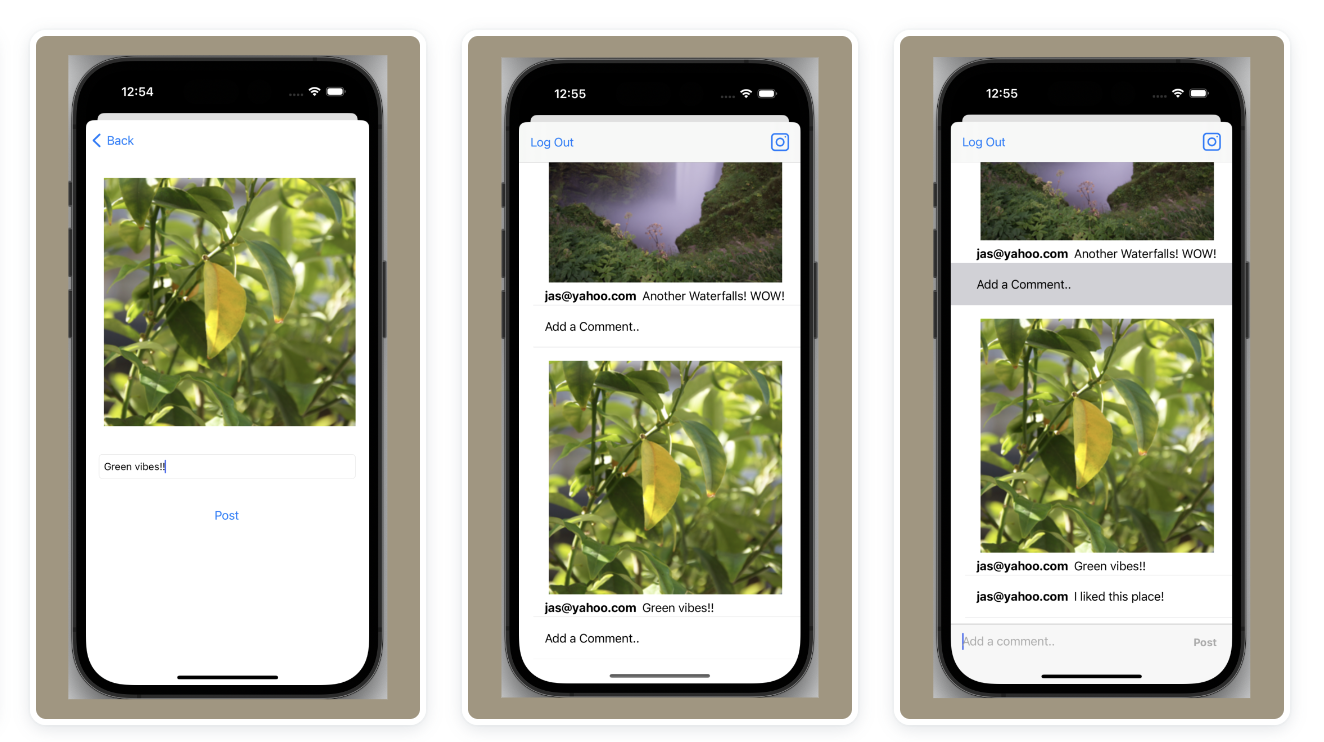 12:54
Back
Green vibes!!
Post
12:55
Log Out
jas@yahoo.com Another Waterfalls! WOW!
Add a Comment..
jas@yahoo.com Green vibes!!
Add a Comment..
12:55
Log Out
jas@yahoo.com Another Waterfalls! WOW!
Add a Comment..
jas@yahoo.com Green vibes!!
jas@yahoo.com I liked this place!
Add a comment.. Post